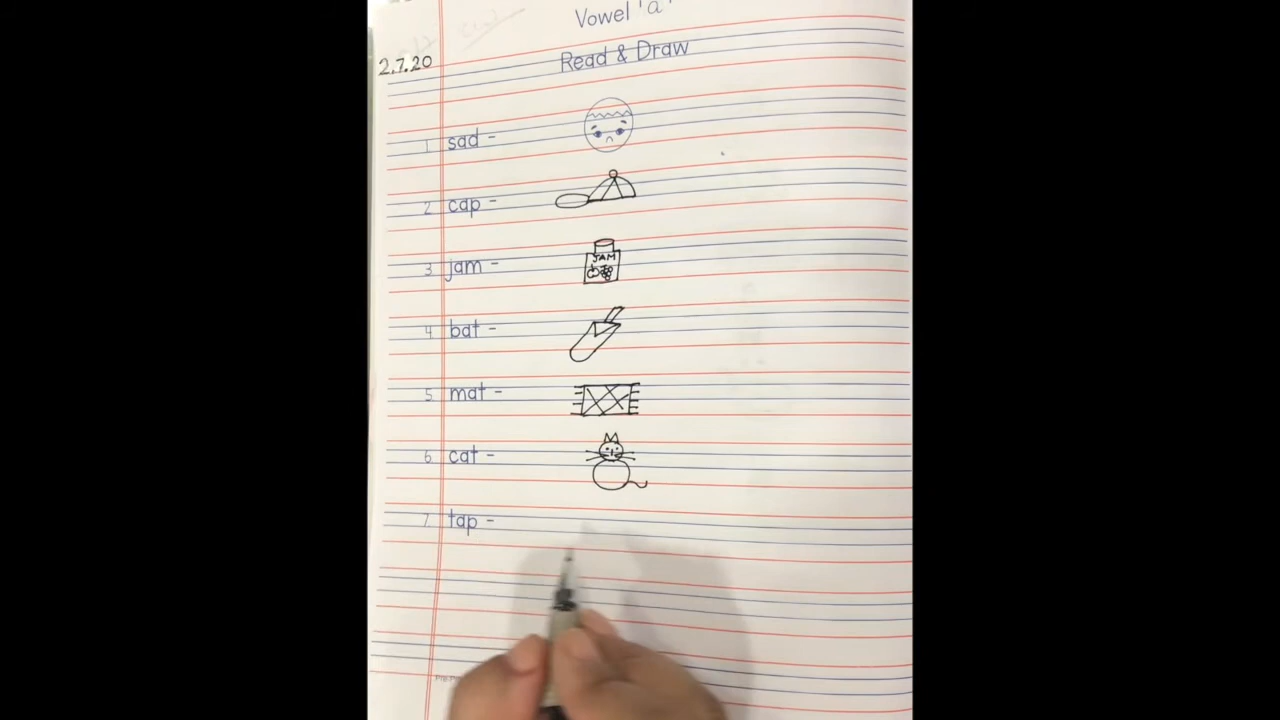 Vowel 'a'
2.7.20
Read & Draw
1 sad -
2 cap -
3 jam -
JAM
4 bat -
5 mat -
6 cat -
7. tap -